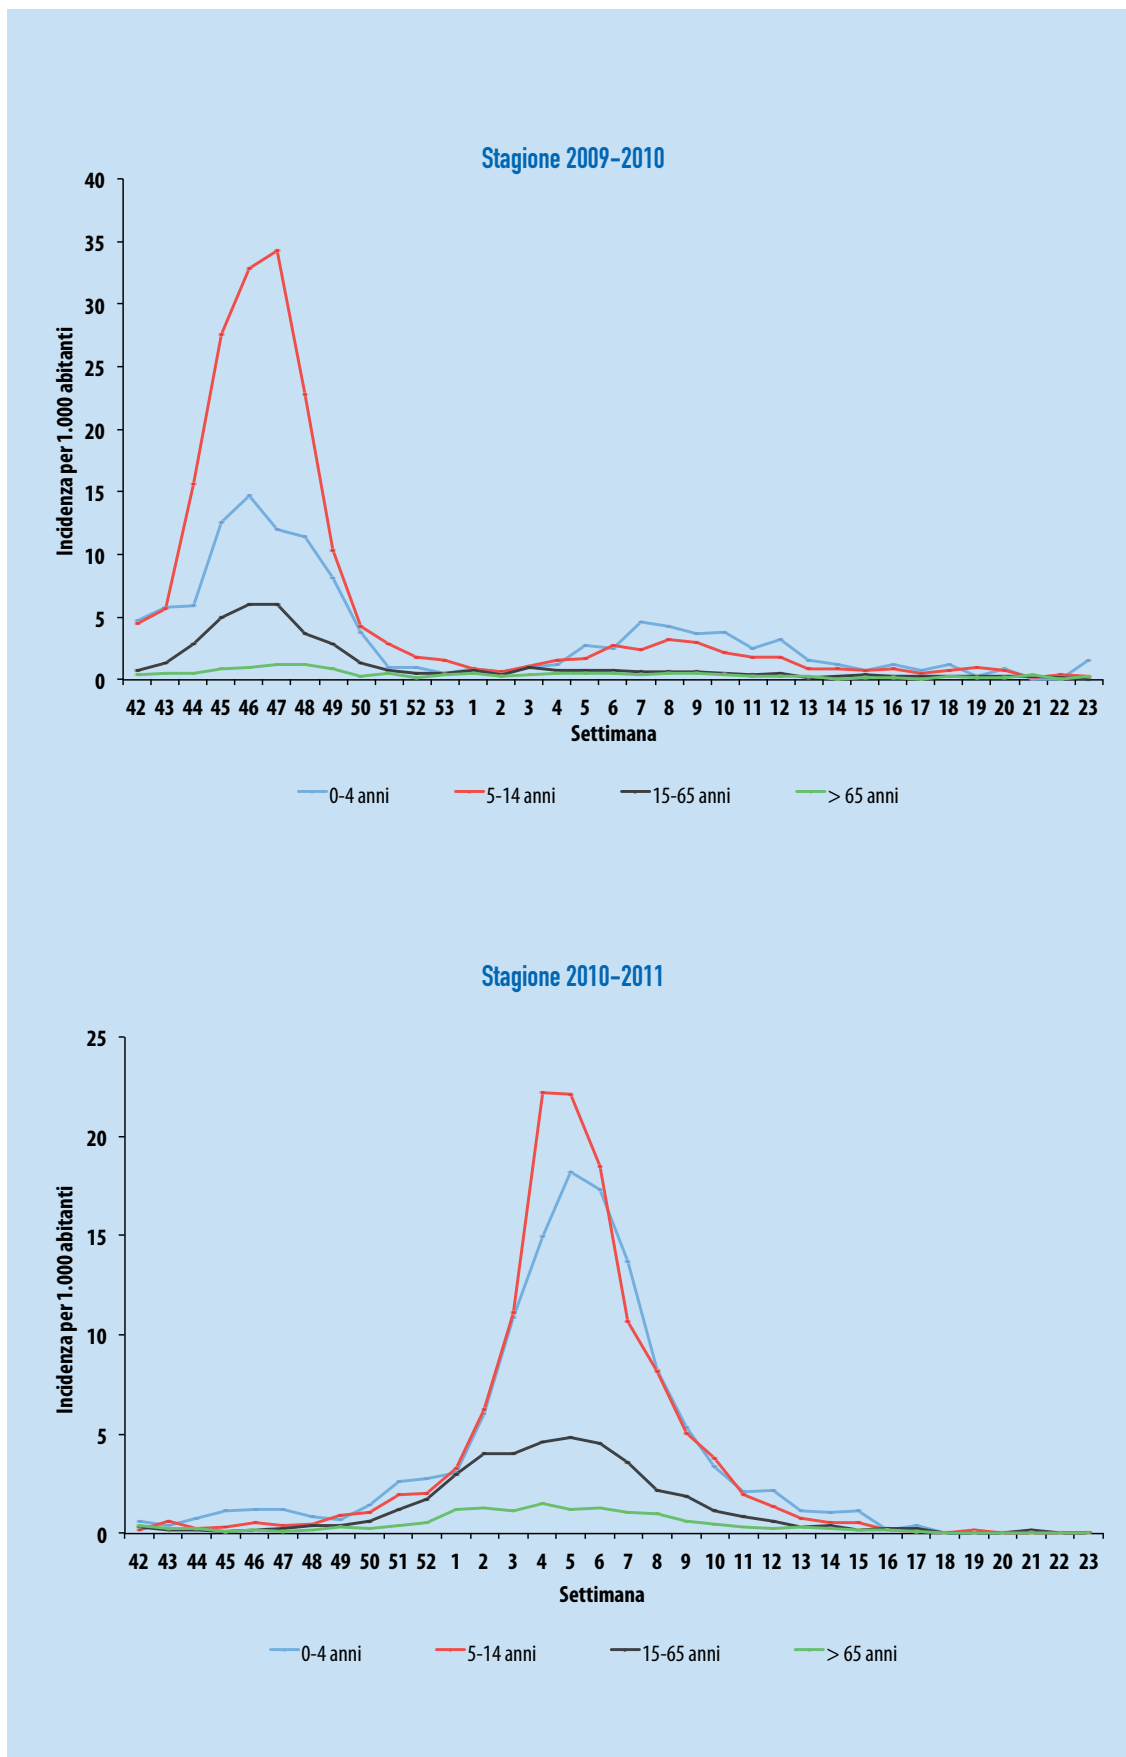 Stagione 2009-2010
40
35
30
25
20
15
10
5
0
Incidenza per 1.000 abitanti
42 43 44 45 46 47 48 49 50 51 52 53 1 2 3 4 5 6 7 8 9 10 11 12 13 14 15 16 17 18 19 20 21 22 23
Settimana
0-4 anni 5-14 anni 15-65 anni > 65 anni
Stagione 2010-2011
25
20
15
10
5
0
Incidenza per 1.000 abitanti
42 43 44 45 46 47 48 49 50 51 52 1 2 3 4 5 6 7 8 9 10 11 12 13 14 15 16 17 18 19 20 21 22 23
Settimana
0-4 anni 5-14 anni 15-65 anni > 65 anni